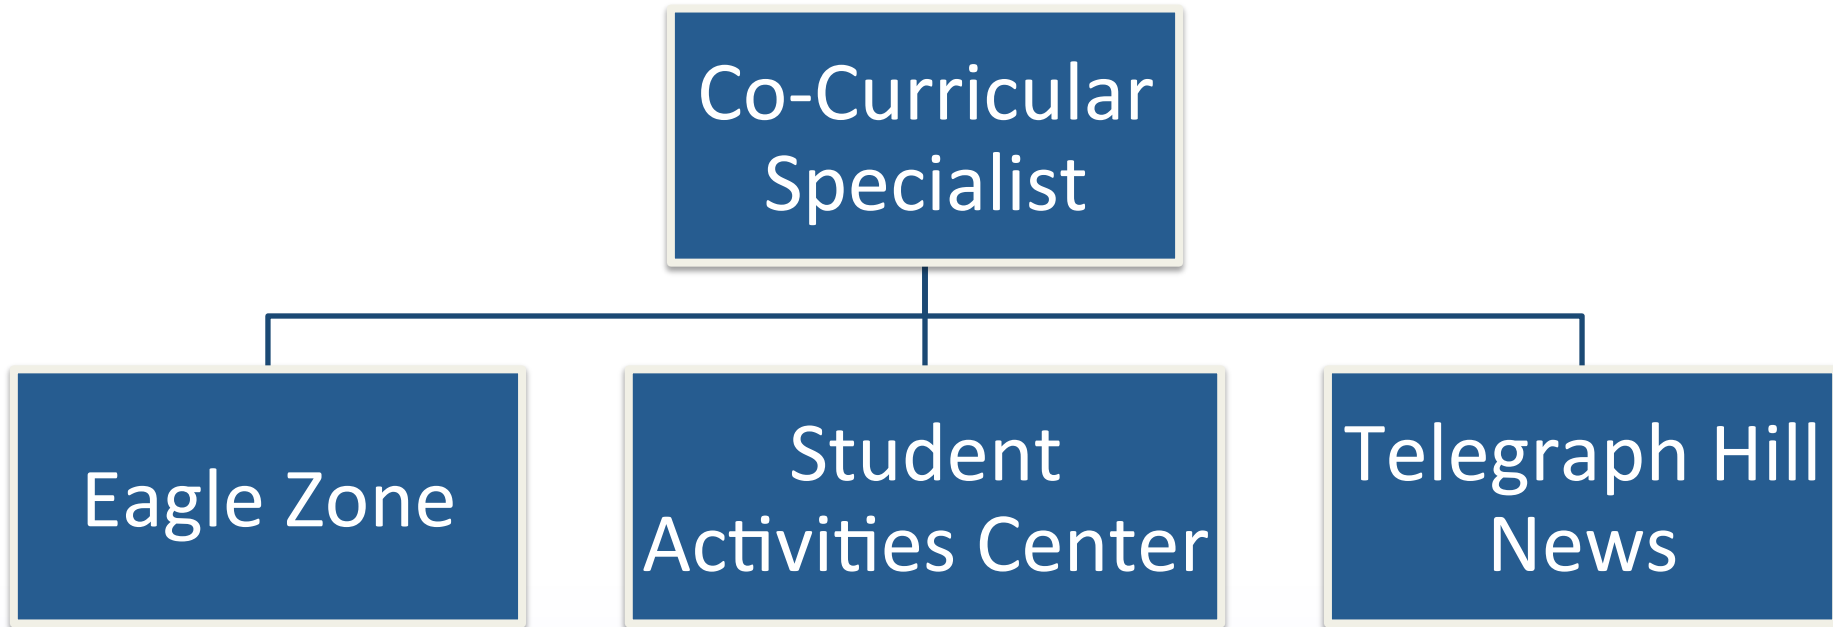 Co-Curricular
Specialist
Eagle Zone
Student
Activities Center
Telegraph Hill
News